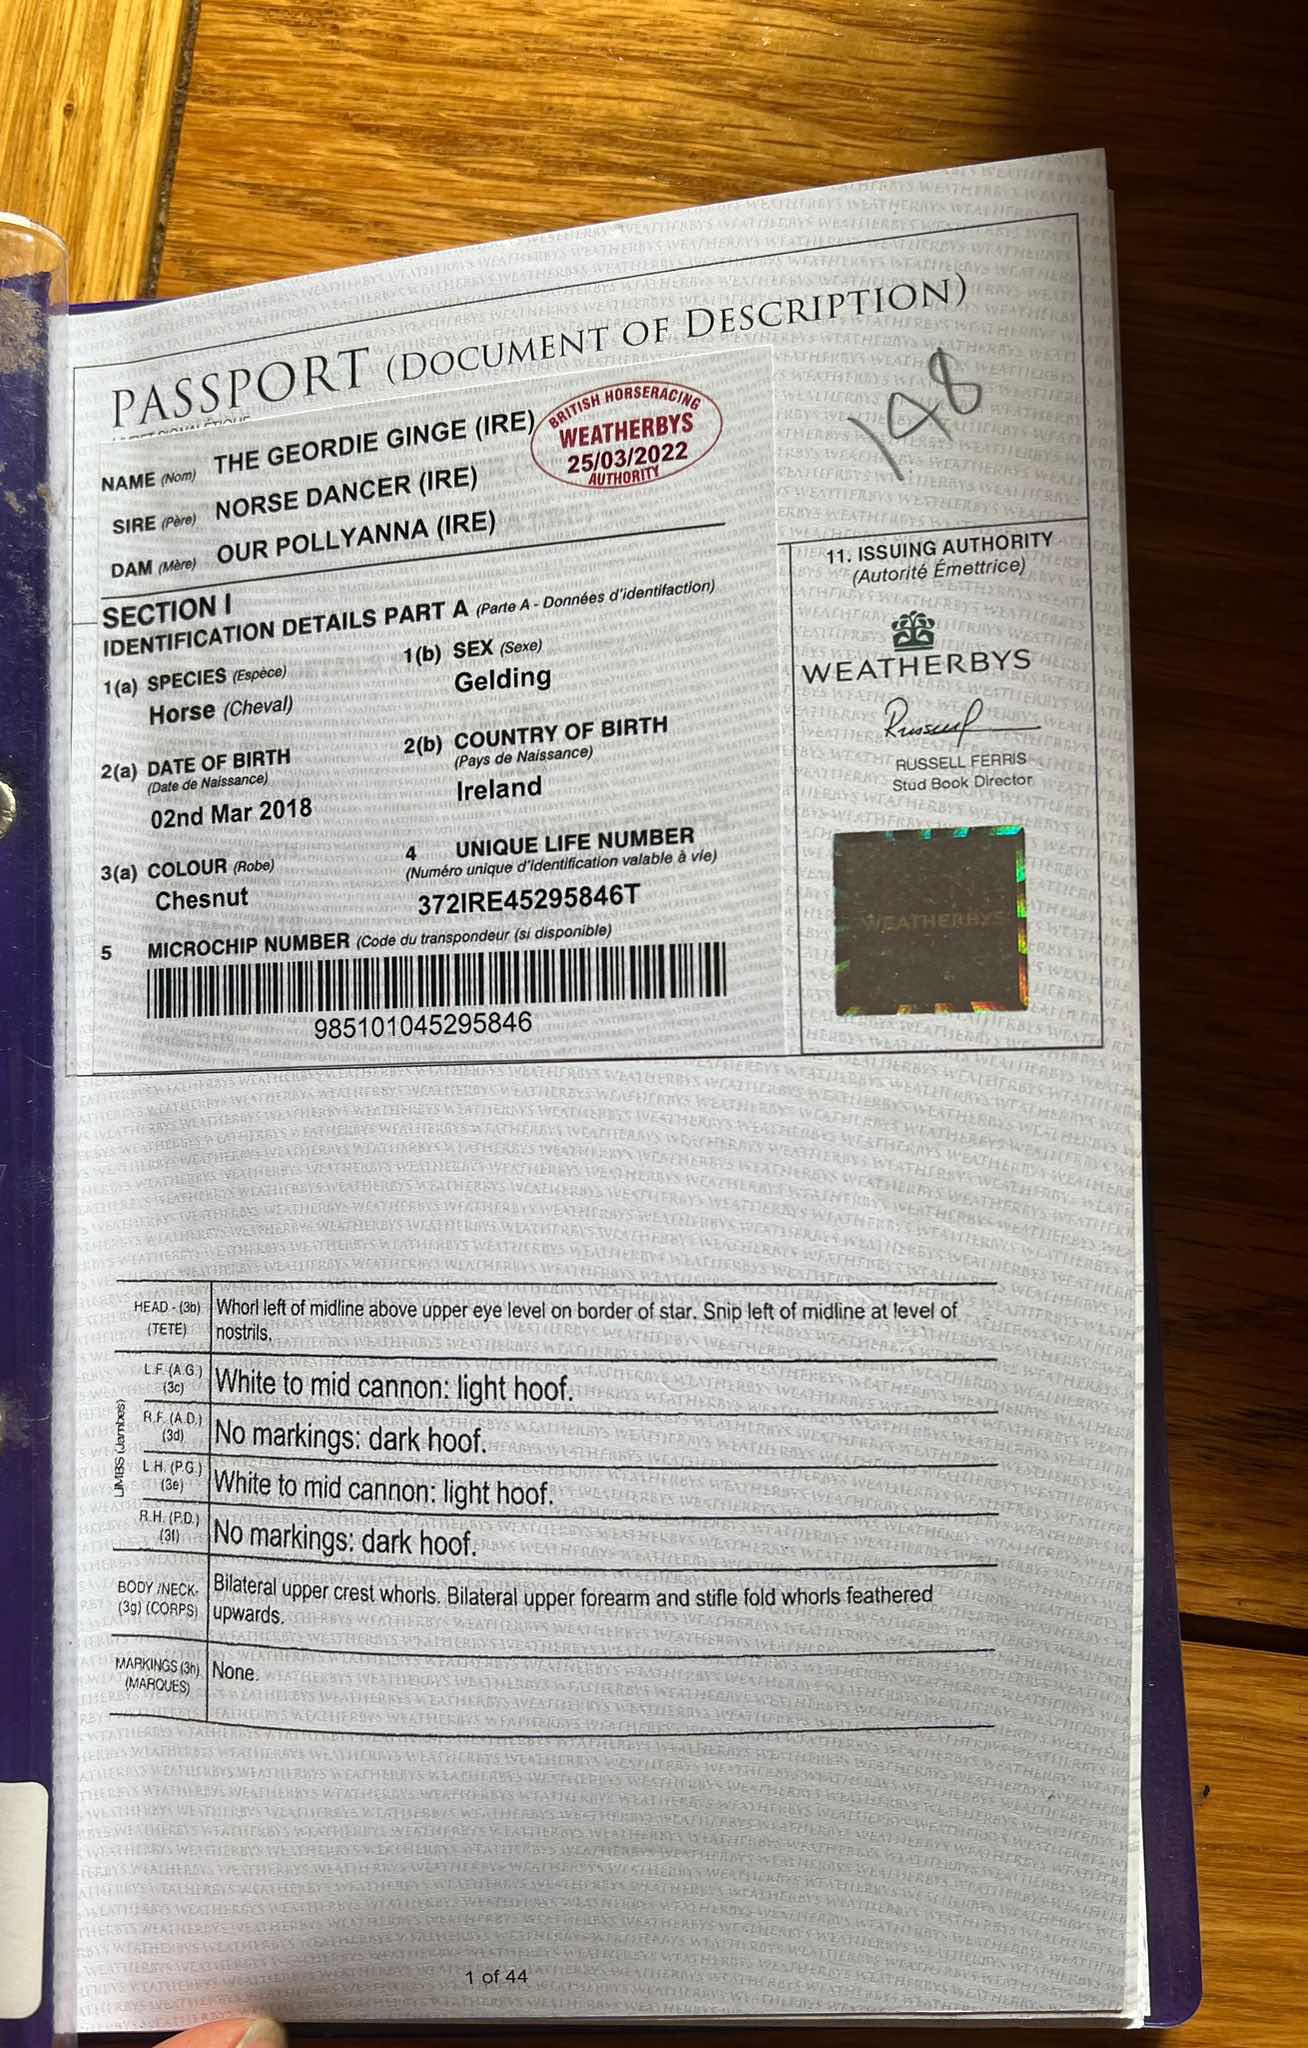 PASSPORT (DOCUMENT OF DESCRIPTION)
NAME (Nom) THE GEORDIE GINGE (IRE)
SIRE (Père) NORSE DANCER (IRE)
DAM (Mère) OUR POLLYANNA (IRE)
BRITISH HORSERACING
WEATHERBYS
25/03/2022
AUTHORITY
198
SECTION I
IDENTIFICATION DETAILS PART A (Parte A - Données d'identifaction)
1(a) SPECIES (Espèce)
Horse (Cheval)
1(b) SEX (Sexe)
Gelding
2(a) DATE OF BIRTH
(Date de Naissance)
02nd Mar 2018
2(b) COUNTRY OF BIRTH
(Pays de Naissance)
Ireland
3(a) COLOUR (Robe)
Chesnut
4 UNIQUE LIFE NUMBER
(Numéro unique d'identification valable à vie)
372IRE45295846T
5 MICROCHIP NUMBER (Code du transpondeur (si disponible)
985101045295846
11. ISSUING AUTHORITY
(Autorité Émettrice)
WEATHERBYS
RUSSELL FERRIS
Stud Book Director
WEATHERBYS
HEAD - (3b) (TETE) Whorl left of midline above upper eye level on border of star. Snip left of midline at level of
nostrils.
LIMBS (Jambes)
L.F. (A.G.) (3c) White to mid cannon: light hoof.
R.F. (A.D.) (3d) No markings: dark hoof.
L.H. (P.G.) (3e) White to mid cannon: light hoof.
R.H. (P.D.) (3f) No markings: dark hoof.
BODY /NECK- (3g) (CORPS) Bilateral upper crest whorls. Bilateral upper forearm and stifle fold whorls feathered
upwards.
MARKINGS (3h) (MARQUES) None.
1 of 44